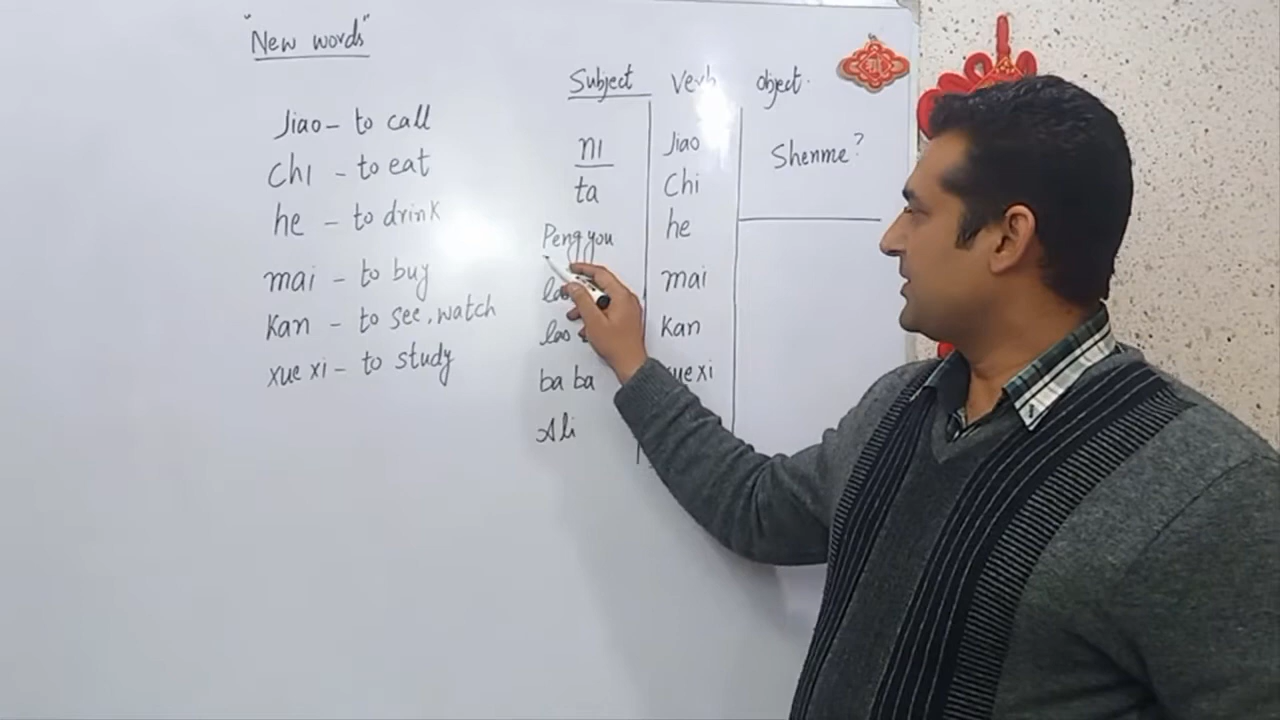 "New words"
Jiao – to call
chi – to eat
he – to drink
mai – to buy
Kan – to see, watch
xue xi – to study
Subject Verb object.
ni Jiao Shenme?
ta Chi
Peng you he
mai
lao Kan
ba ba xue xi
Ali